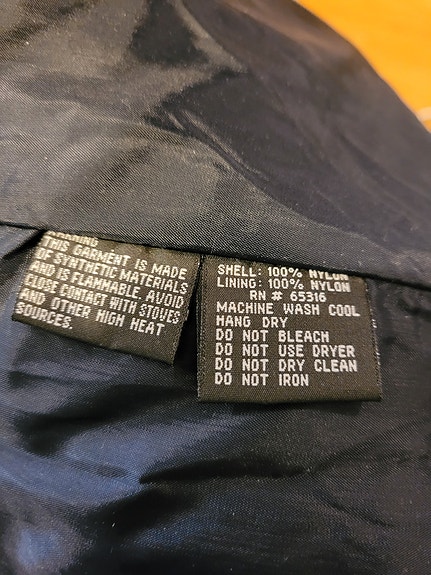 THIS GARMENT IS MADE
OF SYNTHETIC MATERIALS
AND IS FLAMMABLE. AVOID
CLOSE CONTACT WITH STOVES
AND OTHER HIGH HEAT
SOURCES.
SHELL: 100% NYLON
LINING: 100% NYLON
RN # 65316
MACHINE WASH COOL
HANG DRY
DO NOT BLEACH
DO NOT USE DRYER
DO NOT DRY CLEAN
DO NOT IRON